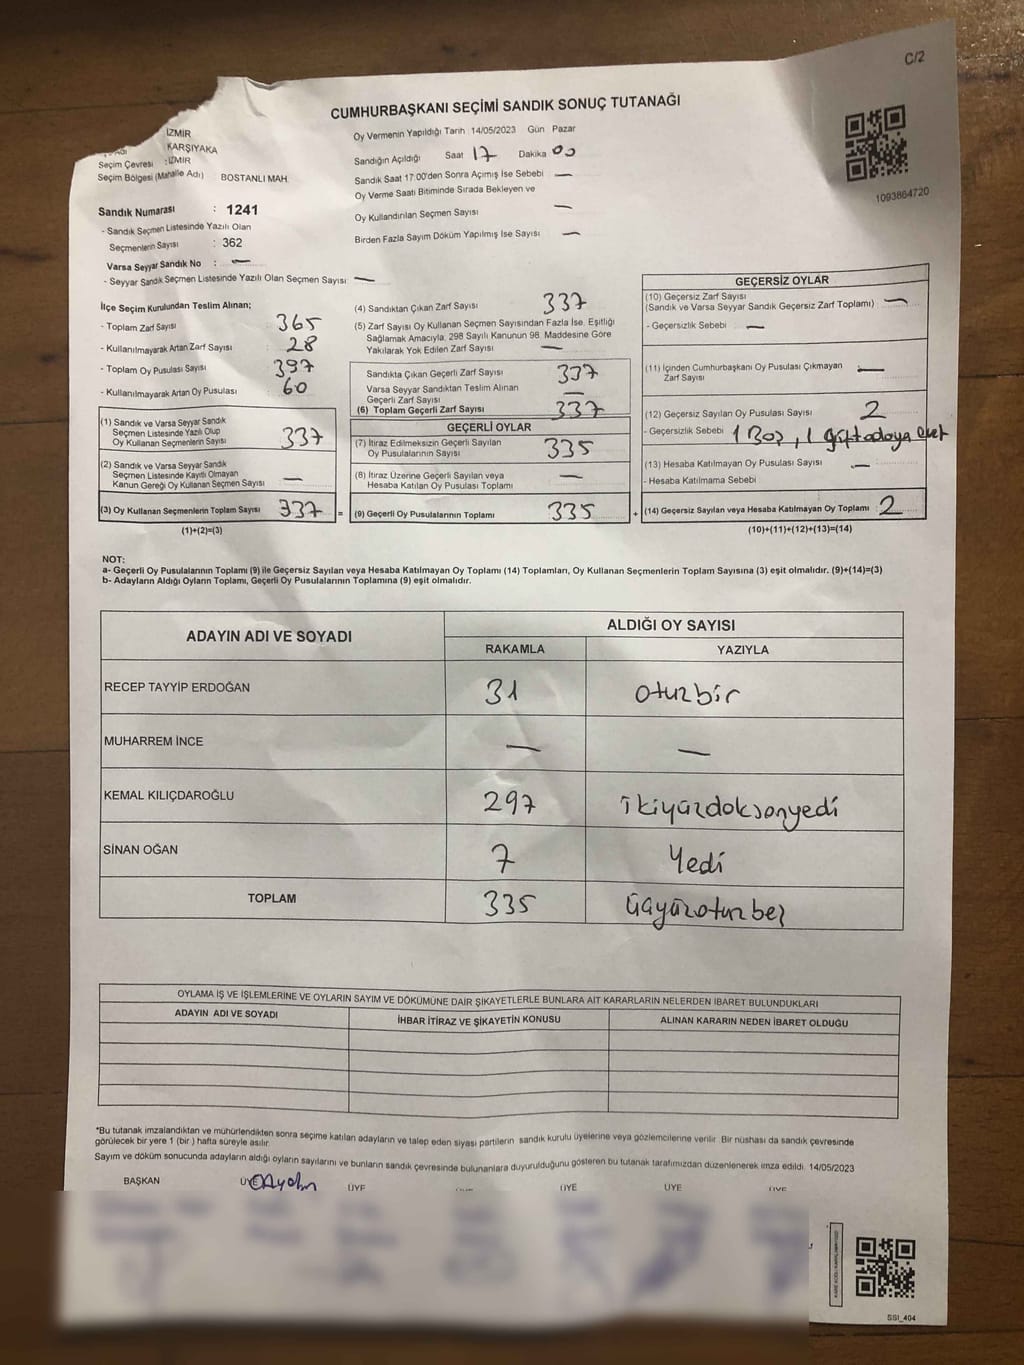 C/2
CUMHURBAŞKANI SEÇİMİ SANDIK SONUÇ TUTANAĞI
İZMİR
KARŞIYAKA
Seçim Çevresi : İZMİR
Seçim Bölgesi (Mahalle Adı) BOSTANLI MAH.
Sandık Numarası : 1241
- Sandık Seçmen Listesinde Yazılı Olan
Seçmenlerin Sayısı : 362
Varsa Seyyar Sandık No : —
- Seyyar Sandık Seçmen Listesinde Yazılı Olan Seçmen Sayısı : —
Oy Vermenin Yapıldığı Tarih 14/05/2023 Gün Pazar
Sandığın Açıldığı Saat 17 Dakika 00
Sandık Saat 17:00'den Sonra Açımış İse Sebebi —
Oy Verme Saati Bitiminde Sırada Bekleyen ve
Oy Kullandırılan Seçmen Sayısı —
Birden Fazla Sayım Döküm Yapılmış İse Sayısı —
1093864720
İlçe Seçim Kurulundan Teslim Alınan;
- Toplam Zarf Sayısı : 365
- Kullanılmayarak Artan Zarf Sayısı : 28
- Toplam Oy Pusulası Sayısı : 397
- Kullanılmayarak Artan Oy Pusulası : 60
(1) Sandık ve Varsa Seyyar Sandık
Seçmen Listesinde Yazılı Olup
Oy Kullanan Seçmenlerin Sayısı 337
(2) Sandık ve Varsa Seyyar Sandık
Seçmen Listesinde Kayıtlı Olmayan
Kanun Gereği Oy Kullanan Seçmen Sayısı —
(3) Oy Kullanan Seçmenlerin Toplam Sayısı 337 =
(1)+(2)=(3)
(4) Sandıktan Çıkan Zarf Sayısı 337
(5) Zarf Sayısı Oy Kullanan Seçmen Sayısından Fazla İse, Eşitliği
Sağlamak Amacıyla, 298 Sayılı Kanunun 98. Maddesine Göre
Yakılarak Yok Edilen Zarf Sayısı —
Sandıkta Çıkan Geçerli Zarf Sayısı 337
Varsa Seyyar Sandıktan Teslim Alınan
Geçerli Zarf Sayısı —
(6) Toplam Geçerli Zarf Sayısı 337
GEÇERLİ OYLAR
(7) İtiraz Edilmeksizin Geçerli Sayılan
Oy Pusulalarının Sayısı 335
(8) İtiraz Üzerine Geçerli Sayılan veya
Hesaba Katılan Oy Pusulası Toplamı —
(9) Geçerli Oy Pusulalarının Toplamı 335 +
GEÇERSİZ OYLAR
(10) Geçersiz Zarf Sayısı
(Sandık ve Varsa Seyyar Sandık Geçersiz Zarf Toplamı) —
- Geçersizlik Sebebi : —
(11) İçinden Cumhurbaşkanı Oy Pusulası Çıkmayan
Zarf Sayısı —
(12) Geçersiz Sayılan Oy Pusulası Sayısı 2
- Geçersizlik Sebebi : 1 Boş, 1
(13) Hesaba Katılmayan Oy Pusulası Sayısı : —
- Hesaba Katılmama Sebebi :
(14) Geçersiz Sayılan veya Hesaba Katılmayan Oy Toplamı 2
(10)+(11)+(12)+(13)=(14)
NOT:
a- Geçerli Oy Pusulalarının Toplamı (9) ile Geçersiz Sayılan veya Hesaba Katılmayan Oy Toplamı (14) Toplamları, Oy Kullanan Seçmenlerin Toplam Sayısına (3) eşit olmalıdır. (9)+(14)=(3)
b- Adayların Aldığı Oyların Toplamı, Geçerli Oy Pusulalarının Toplamına (9) eşit olmalıdır.
ADAYIN ADI VE SOYADI ALDIĞI OY SAYISI
RAKAMLA YAZIYLA
RECEP TAYYİP ERDOĞAN 31 otuzbir
MUHARREM İNCE — —
KEMAL KILIÇDAROĞLU 297 ikiyüzdoksanyedi
SİNAN OĞAN 7 Yedi
TOPLAM 335 üçyüzotuzbeş
OYLAMA İŞ VE İŞLEMLERİNE VE OYLARIN SAYIM VE DÖKÜMÜNE DAİR ŞİKAYETLERLE BUNLARA AİT KARARLARIN NELERDEN İBARET BULUNDUKLARI
ADAYIN ADI VE SOYADI İHBAR İTİRAZ VE ŞİKAYETİN KONUSU ALINAN KARARIN NEDEN İBARET OLDUĞU
*Bu tutanak imzalandıktan ve mühürlendikten sonra seçime katılan adayların ve talep eden siyasi partilerin sandık kurulu üyelerine veya gözlemcilerine verilir. Bir nüshası da sandık çevresinde
görülecek bir yere 1 (bir ) hafta süreyle asılır.
Sayım ve döküm sonucunda adayların aldığı oyların sayılarını ve bunların sandık çevresinde bulunanlara duyurulduğunu gösteren bu tutanak tarafımızdan düzenlenerek imza edildi. 14/05/2023
BAŞKAN ÜYE ÜYE ÜYE ÜYE ÜYE
SSI_404